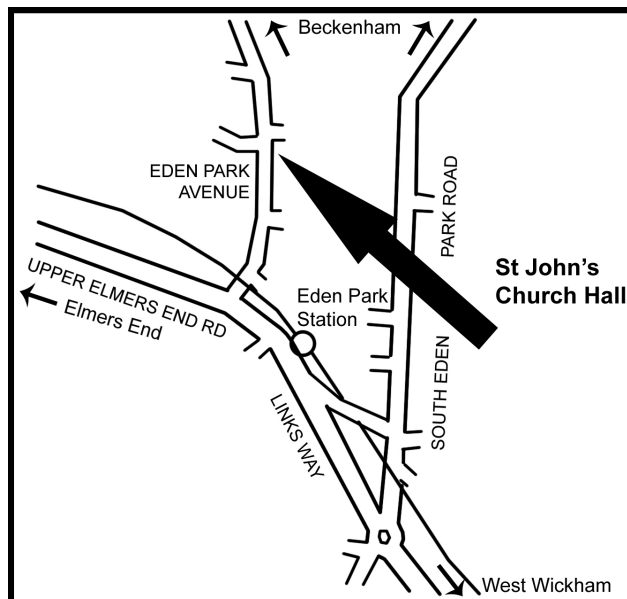 Beckenham
EDEN PARK
AVENUE
PARK ROAD
St John's
Church Hall
UPPER ELMERS END RD
Elmers End
Eden Park
Station
SOUTH EDEN
LINKS WAY
West Wickham